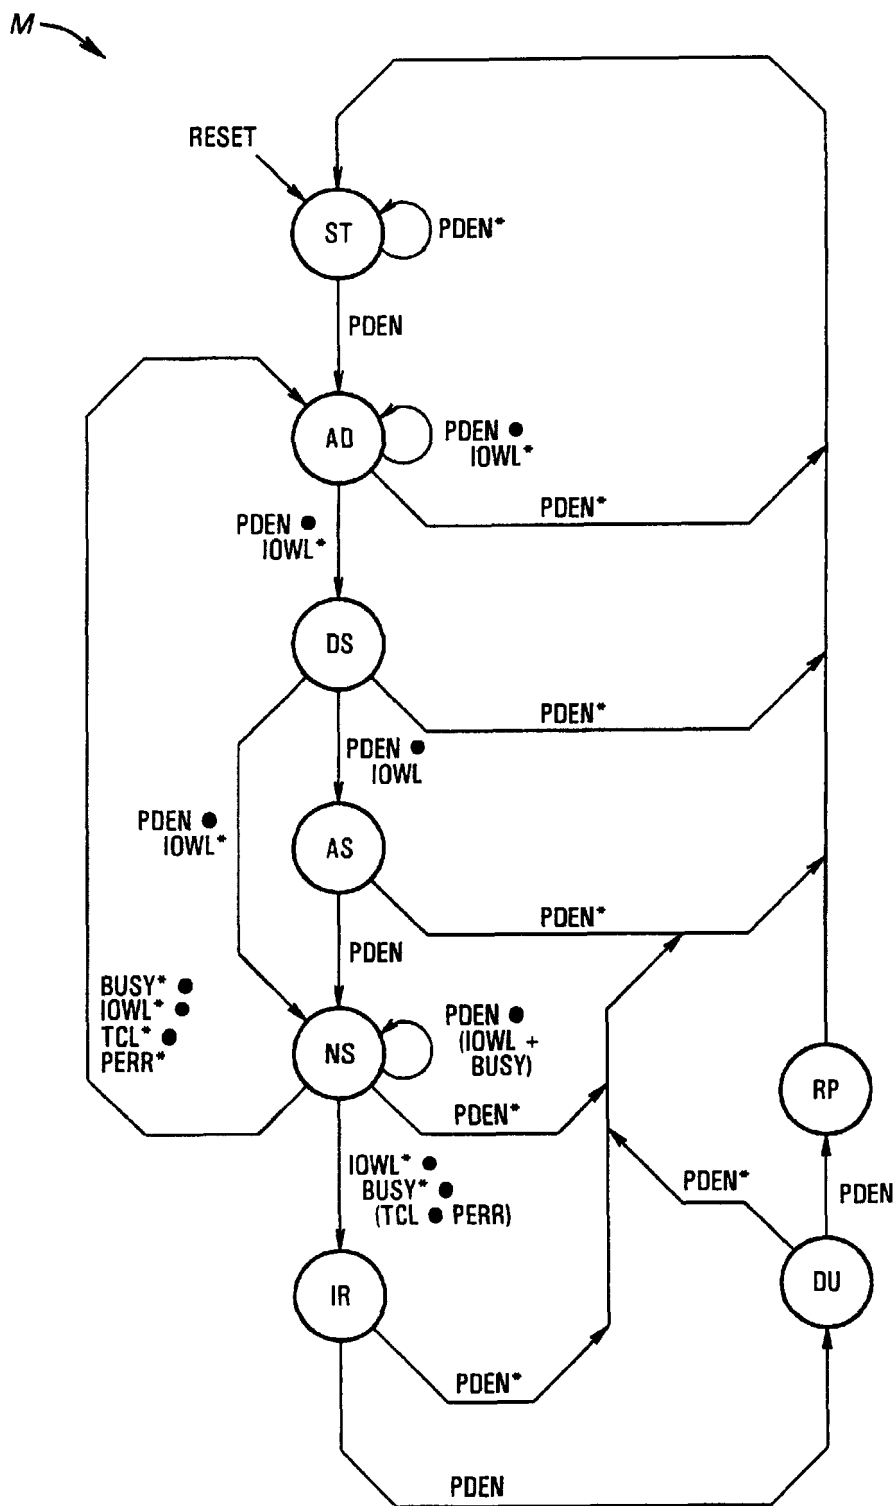 M
RESET
ST
PDEN*
PDEN
AD
PDEN ●
IOWL*
PDEN*
PDEN ●
IOWL*
DS
PDEN*
PDEN ●
IOWL
PDEN ●
IOWL*
AS
PDEN*
PDEN
BUSY* ●
IOWL* ●
TCL* ●
PERR*
NS
PDEN ●
(IOWL +
BUSY)
RP
PDEN*
IOWL* ●
BUSY* ●
(TCL ● PERR)
PDEN*
PDEN
IR
DU
PDEN*
PDEN